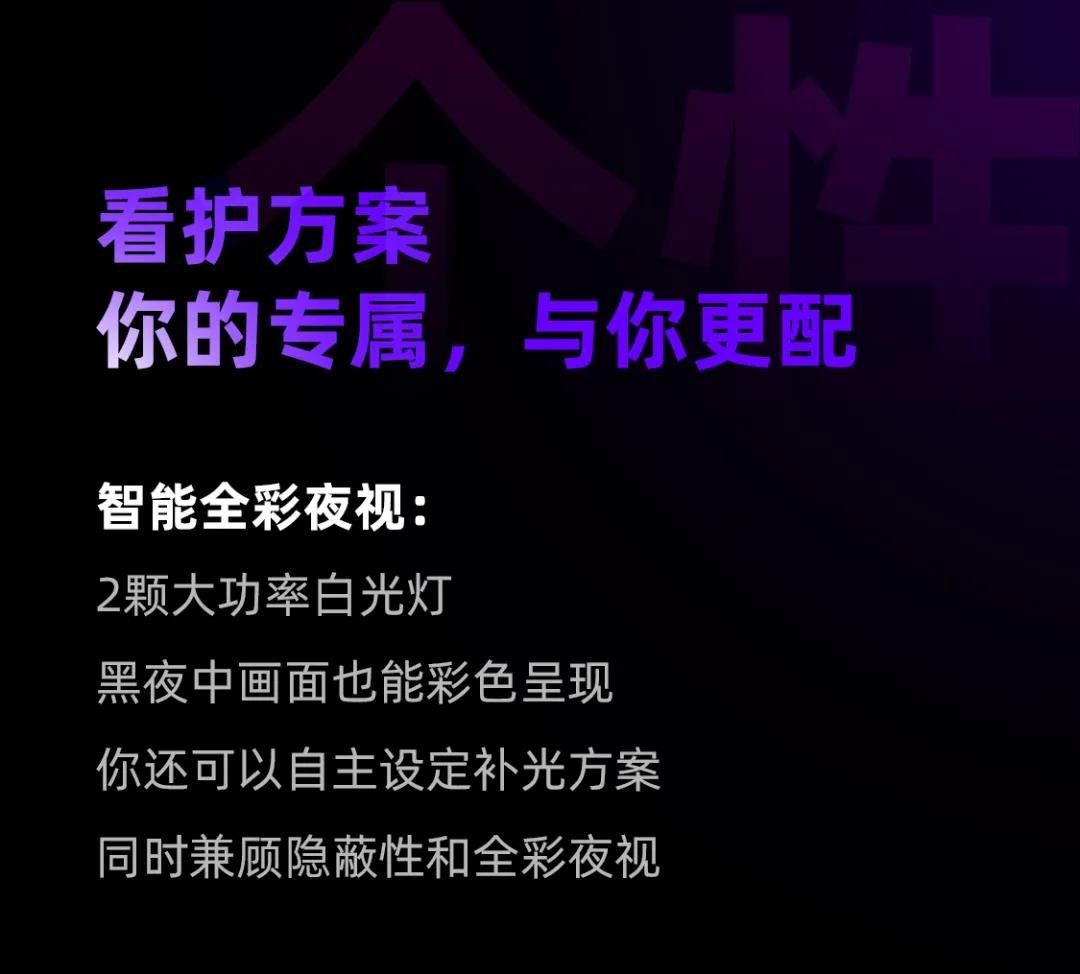 个性
看护方案
你的专属，与你更配
智能全彩夜视：
2颗大功率白光灯
黑夜中画面也能彩色呈现
你还可以自主设定补光方案
同时兼顾隐蔽性和全彩夜视